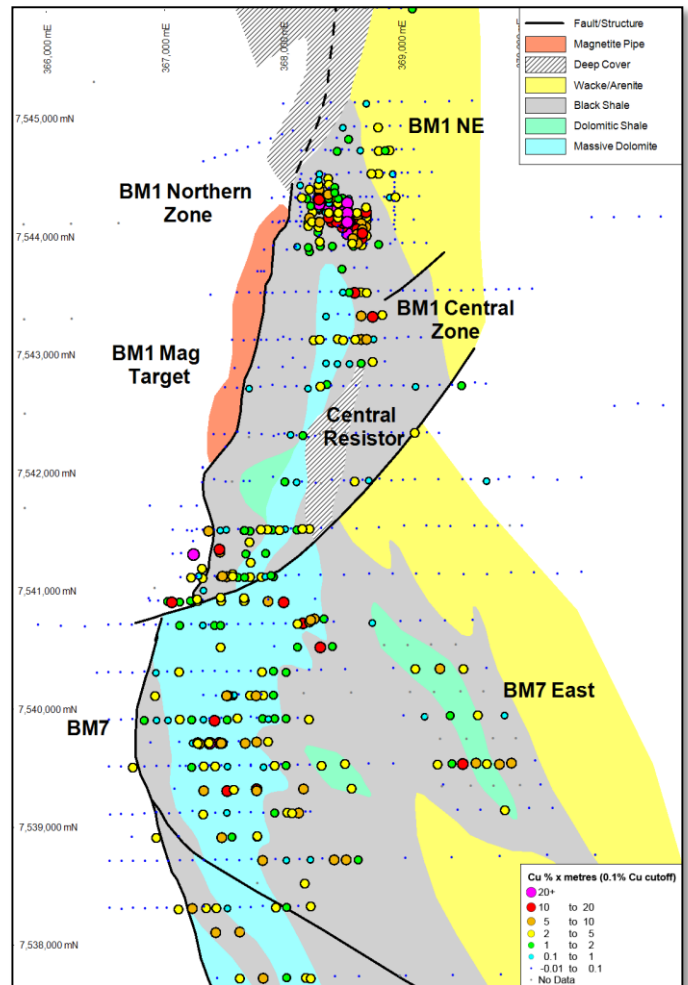 366,000 mE
367,000 mE
368,000 mE
369,000 mE
Fault/Structure
Magnetite Pipe
Deep Cover
Wacke/Arenite
Black Shale
Dolomitic Shale
Massive Dolomite
7,545,000 mN
BM1 NE
BM1 Northern
Zone
7,544,000 mN
BM1 Central
Zone
BM1 Mag
Target
7,543,000 mN
Central
Resistor
7,542,000 mN
7,541,000 mN
BM7 East
BM7
7,540,000 mN
7,539,000 mN
7,538,000 mN
Cu % x metres (0.1% Cu cutoff)
20+
10 to 20
5 to 10
2 to 5
1 to 2
0.1 to 1
-0.01 to 0.1
No Data